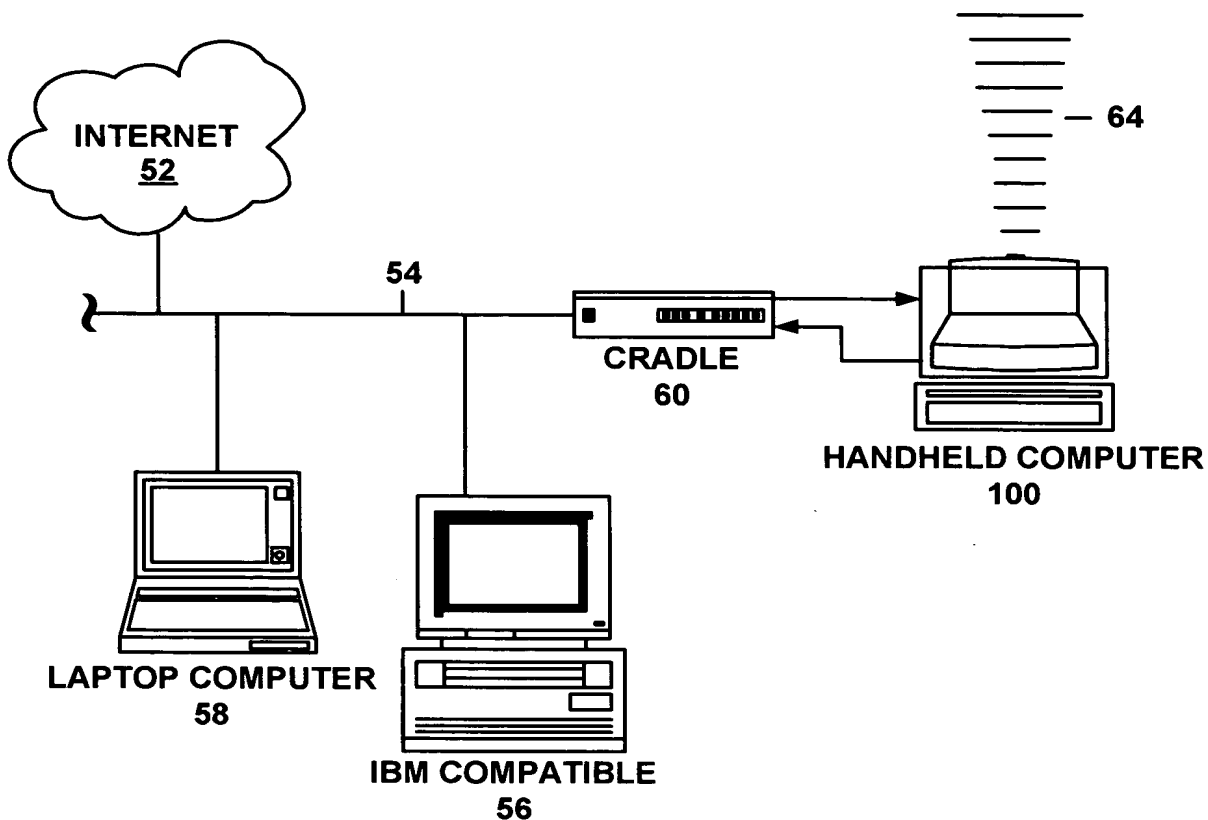 INTERNET
52
64
54
CRADLE
60
HANDHELD COMPUTER
100
LAPTOP COMPUTER
58
IBM COMPATIBLE
56